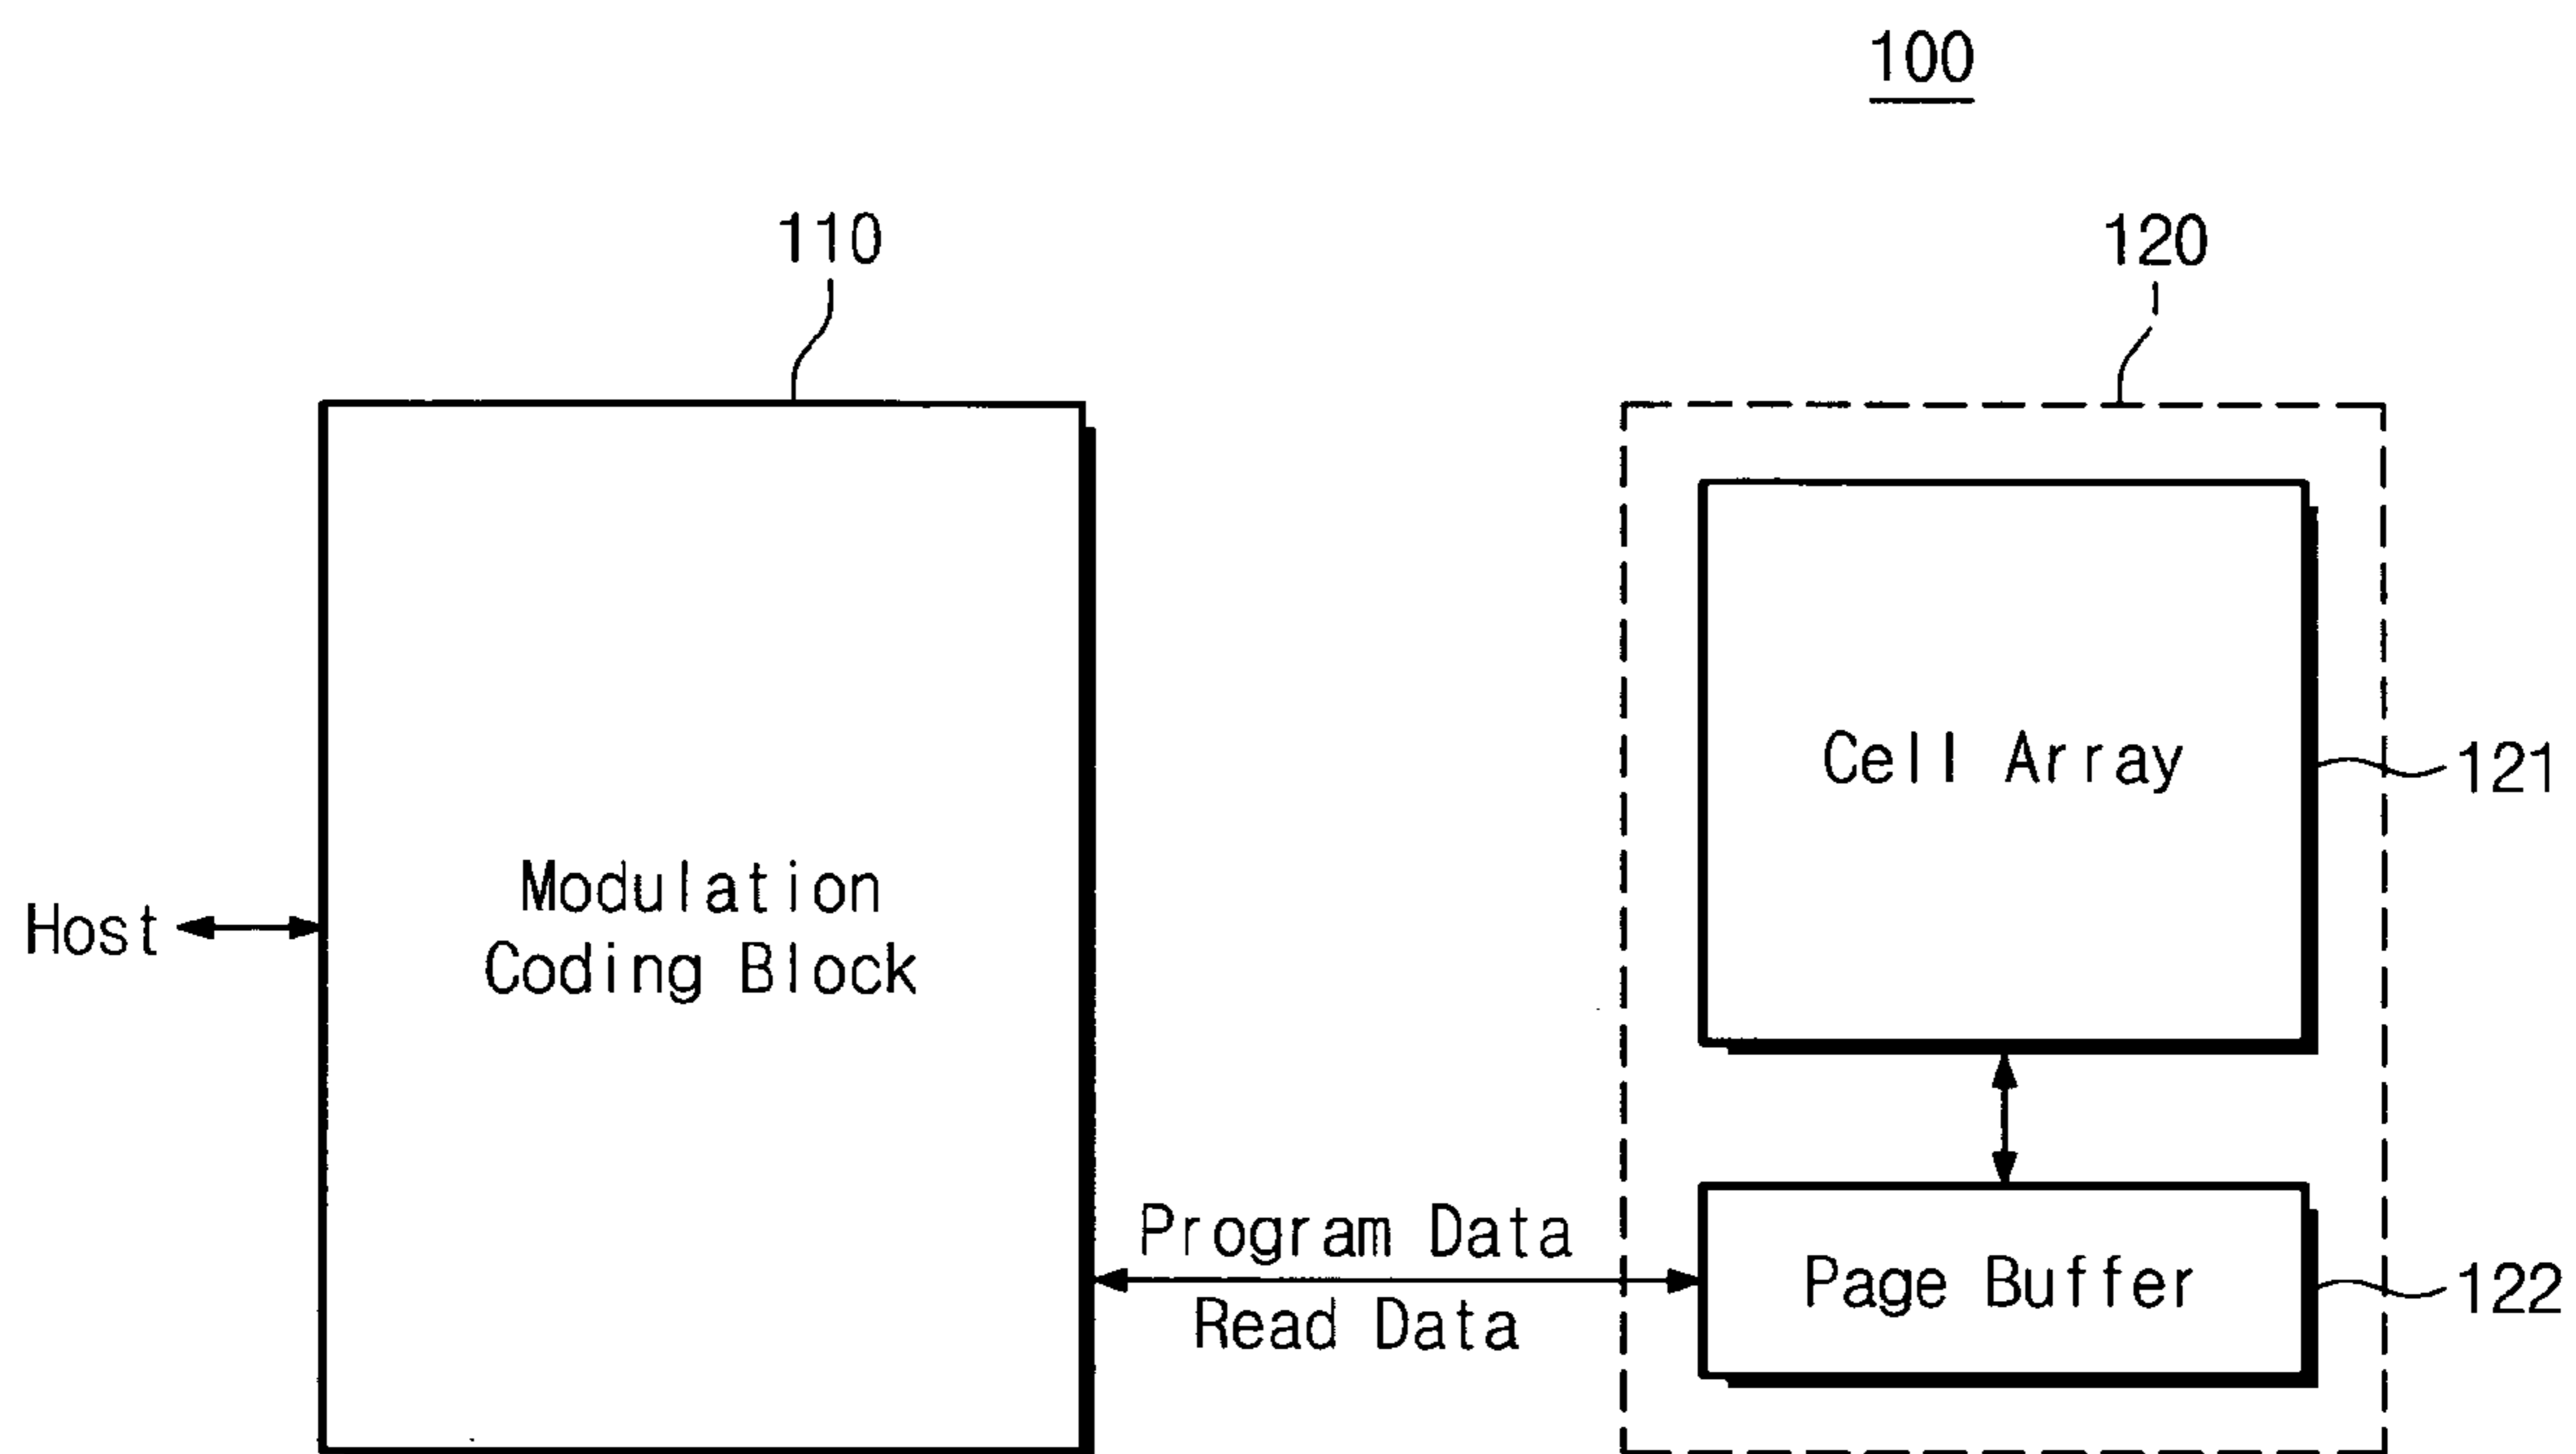 100
110
120
Cell Array
121
Modulation
Coding Block
Host
Program Data
Read Data
Page Buffer
122